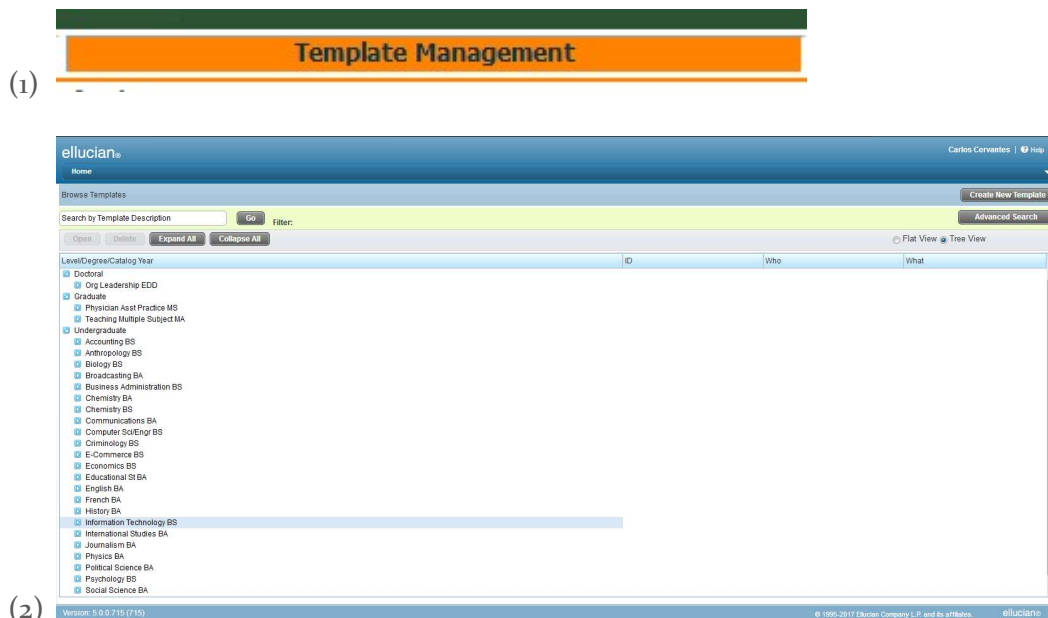 Template Management
(1)
ellucian®
Carlos Cervantes | ? Help
Home
Browse Templates
Create New Template
Search by Template Description
Go
Filter:
Advanced Search
Open
Delete
Expand All
Collapse All
Flat View
Tree View
Level/Degree/Catalog Year
ID
Who
What
Doctoral
Org Leadership EDD
Graduate
Physician Asst Practice MS
Teaching Multiple Subject MA
Undergraduate
Accounting BS
Anthropology BS
Biology BS
Broadcasting BA
Business Administration BS
Chemistry BA
Chemistry BS
Communications BA
Computer Sci/Engr BS
Criminology BS
E-Commerce BS
Economics BS
Educational St BA
English BA
French BA
History BA
Information Technology BS
International Studies BA
Journalism BA
Physics BA
Political Science BA
Psychology BS
Social Science BA
(2)
Version: 5.0.0.715 (715)
© 1995-2017 Ellucian Company L.P. and its affiliates.
ellucian®